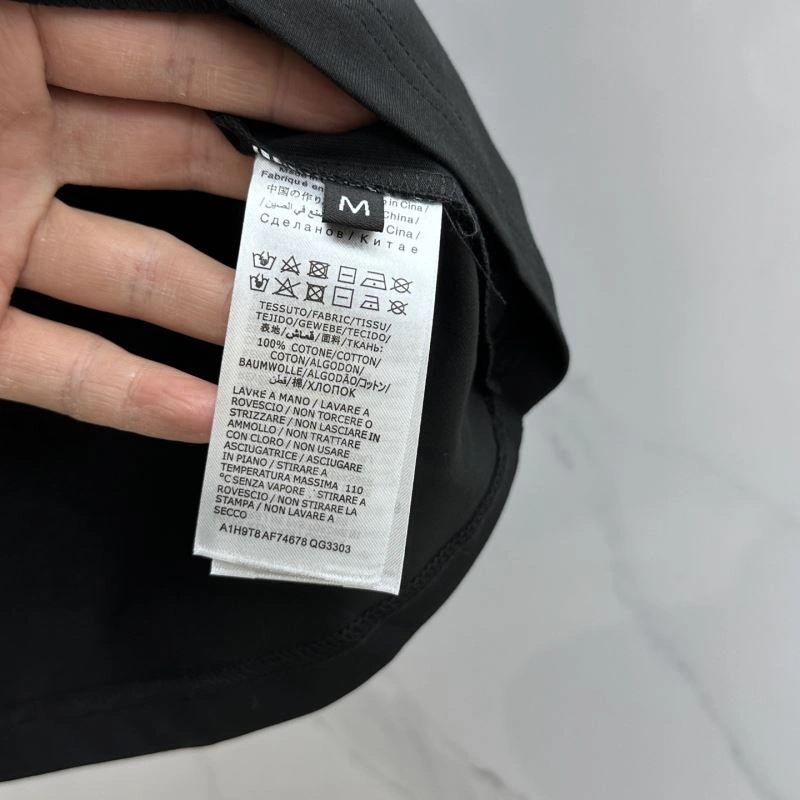 Made in
Fabriqué en
in Cina/
中国の作り
China/
صنع في الصين/
Cina/
Сделанов/Китае
M
TESSUTO/FABRIC/TISSU/
TEJIDO/GEWEBE/TECIDO/
表地/قماش/面料/ТКАНЬ:
100% COTONE/COTTON/
COTON/ALGODON/
BAUMWOLLE/ALGODÃO/コットン/
قطن/棉/ХЛОПОК
LAVRE A MANO/LAVARE A
ROVESCIO/NON TORCERE O
STRIZZARE/NON LASCIARE IN
AMMOLLO/NON TRATTARE
CON CLORO/NON USARE
ASCIUGATRICE/ASCIUGARE
IN PIANO/STIRARE A
TEMPERATURA MASSIMA 110
°C SENZA VAPORE STIRARE A
ROVESCIO/NON STIRARE LA
STAMPA/NON LAVARE A
SECCO
A1H9T8 AF74678 QG3303